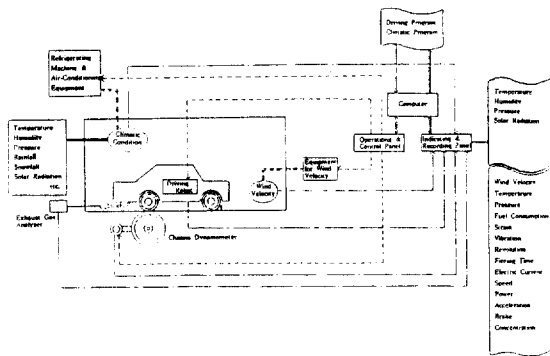 Driving Program
Climatic Program
Refrigerating
Machine &
Air-Conditioning
Equipment
Computer
Temperature
Humidity
Pressure
Solar Radiation
Operating &
Control Panel
Indicating &
Recording Panel
Temperature
Humidity
Pressure
Rainfall
Snowfall
Solar Radiation
etc.
Climatic
Condition
Equipment
for Wind
Velocity
Wind
Velocity
Driving
Robot
Exhaust Gas
Analyzer
Chassis Dynamometer
Wind Velocity
Temperature
Pressure
Fuel Consumption
Strain
Vibration
Revolution
Time
Electric Current
Speed
Power
Acceleration
Brake
Concentration